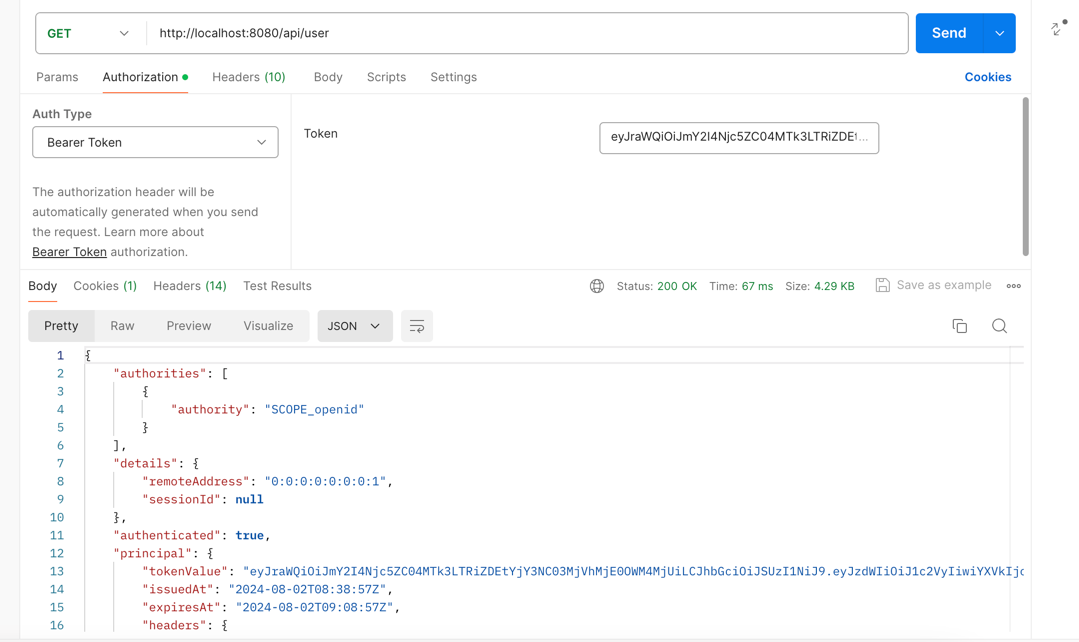 GET http://localhost:8080/api/user Send
Params Authorization Headers (10) Body Scripts Settings Cookies
Auth Type
Bearer Token
The authorization header will be
automatically generated when you send
the request. Learn more about
Bearer Token authorization.
Token eyJraWQiOiJmY2I4Njc5ZC04MTk3LTRiZDEt...
Body Cookies (1) Headers (14) Test Results Status: 200 OK Time: 67 ms Size: 4.29 KB Save as example
Pretty Raw Preview Visualize JSON
1 {
2 "authorities": [
3 {
4 "authority": "SCOPE_openid"
5 }
6 ],
7 "details": {
8 "remoteAddress": "0:0:0:0:0:0:0:1",
9 "sessionId": null
10 },
11 "authenticated": true,
12 "principal": {
13 "tokenValue": "eyJraWQiOiJmY2I4Njc5ZC04MTk3LTRiZDEtYjY3NC03MjVhMjE0OWM4MjUiLCJhbGciOiJSUzI1NiJ9.eyJzdWIiOiJ1c2VyIiwiYXVkIjo
14 "issuedAt": "2024-08-02T08:38:57Z",
15 "expiresAt": "2024-08-02T09:08:57Z",
16 "headers": {